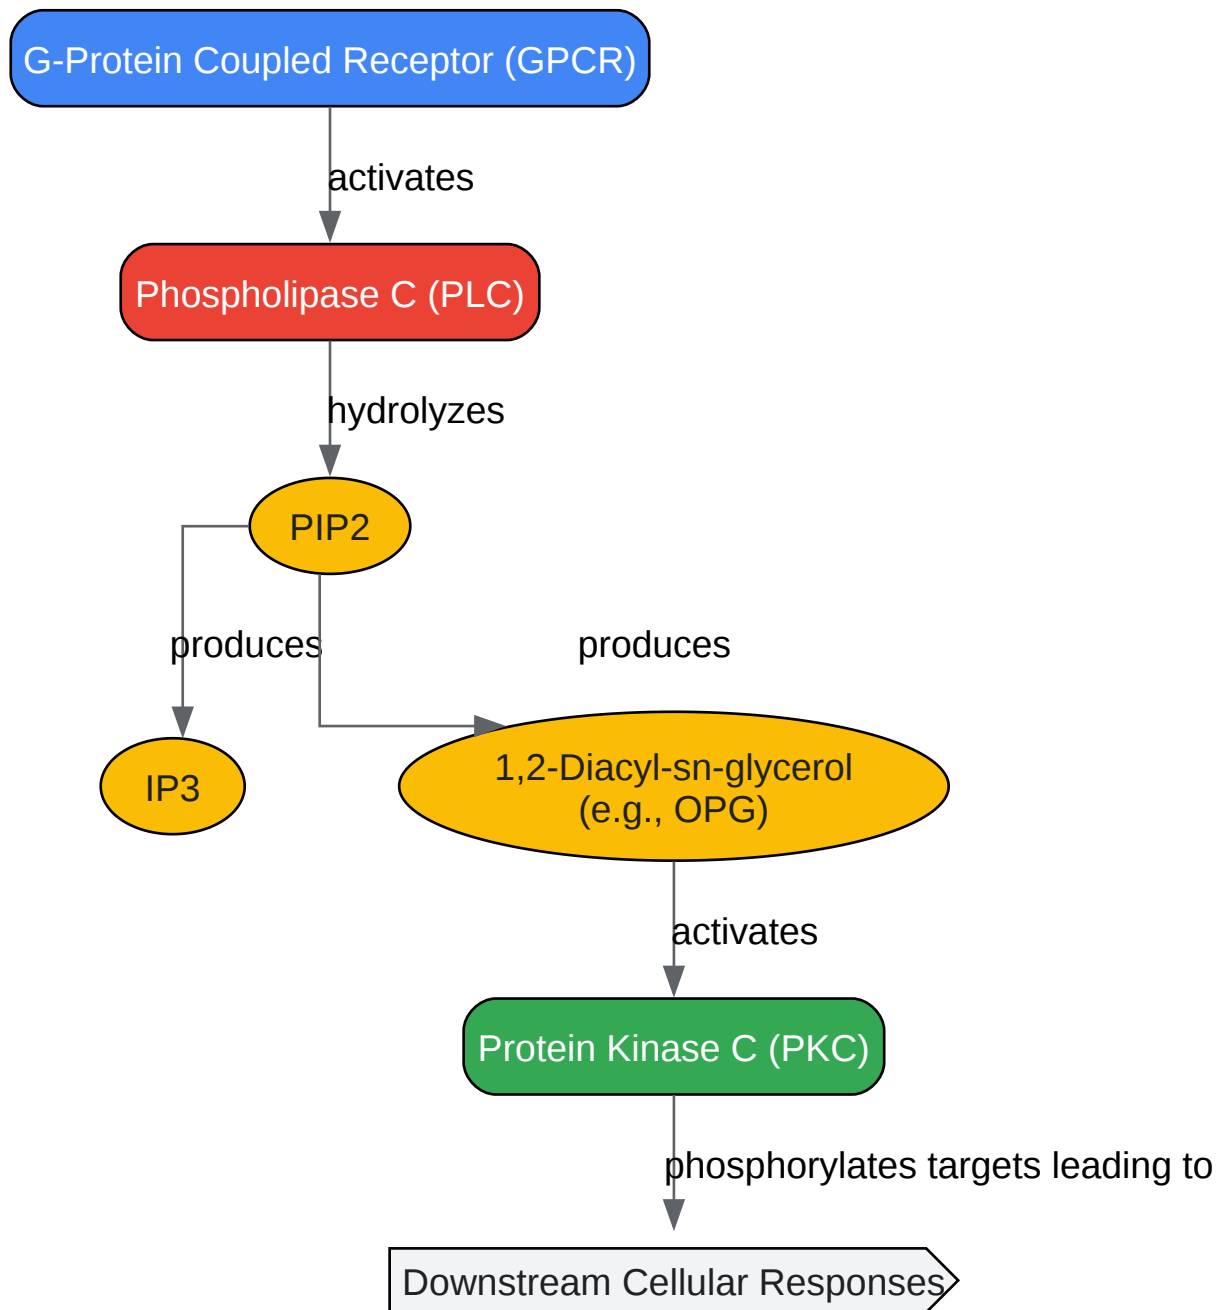 G-Protein Coupled Receptor (GPCR)
activates
Phospholipase C (PLC)
hydrolyzes
PIP2
produces
produces
1,2-Diacyl-sn-glycerol
(e.g., OPG)
IP3
activates
Protein Kinase C (PKC)
phosphorylates targets leading to
Downstream Cellular Responses